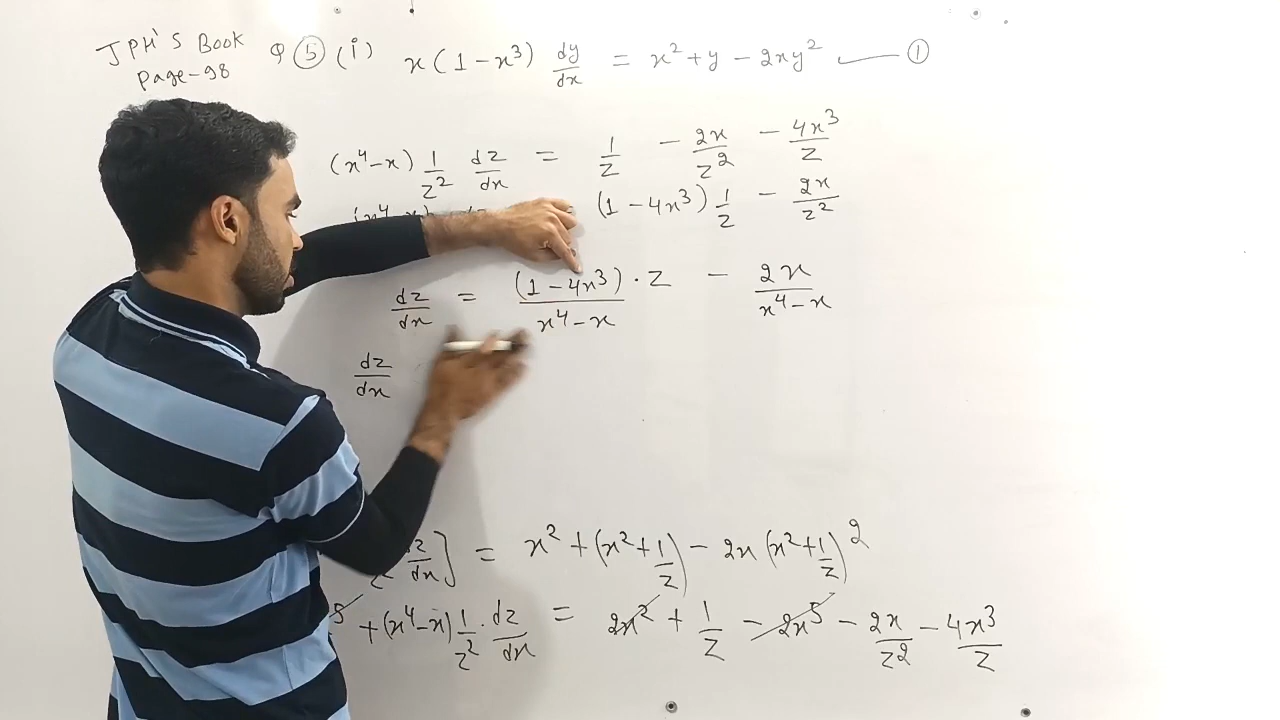 JPH'S Book
Page-98
Q ⑤ (i) x(1-x³) dy/dx = x²+y-2xy² —— ①
(x⁴-x) 1/z² dz/dx = 1/z - 2x/z² - 4x³/z
(1-4x³) 1/z - 2x/z²
dz/dx = (1-4x³)/(x⁴-x) · z - 2x/(x⁴-x)
dz/dx
dz/dx] = x² + (x²+1/z) - 2x(x²+1/z)²
+(x⁴-x) 1/z² · dz/dx = 2x² + 1/z - 2x⁵ - 2x/z² - 4x³/z